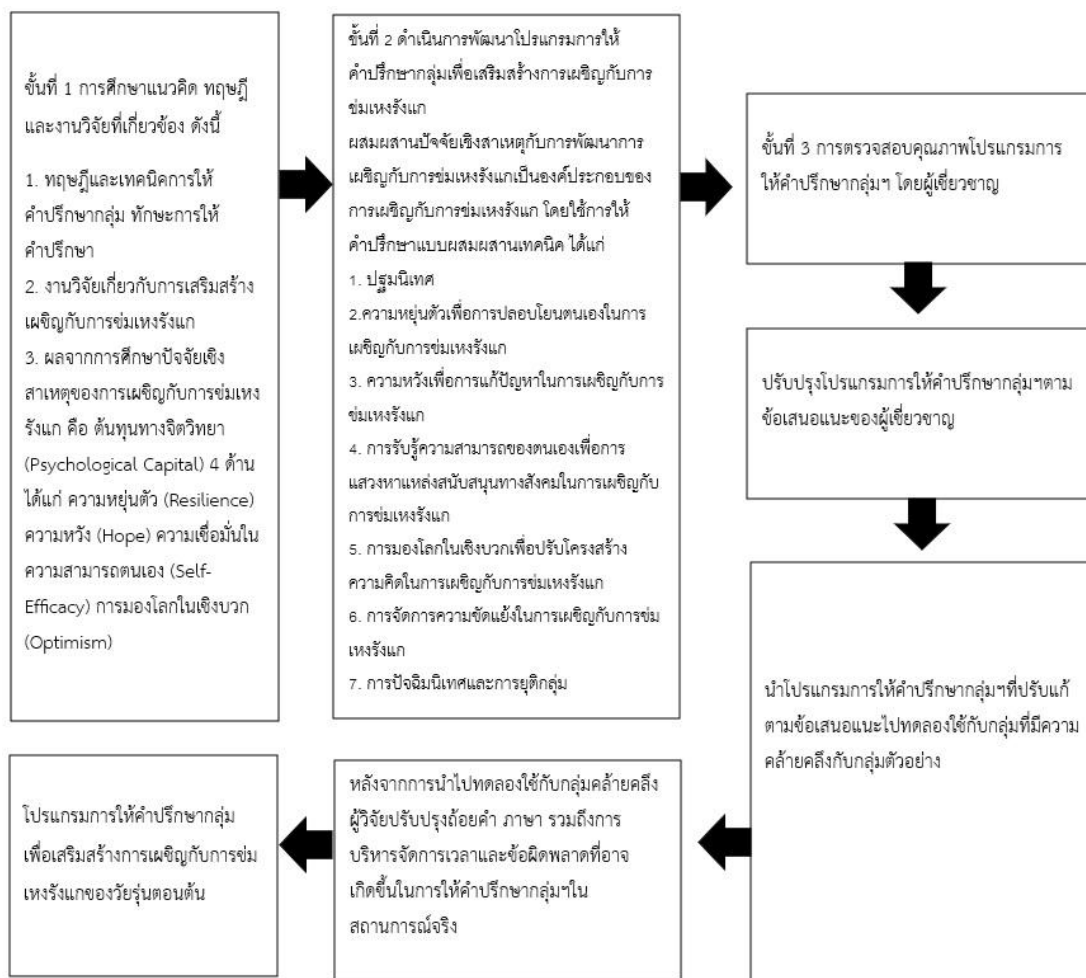 ขั้นที่ 1 การศึกษาแนวคิด ทฤษฎี
และงานวิจัยที่เกี่ยวข้อง ดังนี้
1. ทฤษฎีและเทคนิคการให้
คำปรึกษากลุ่ม ทักษะการให้
คำปรึกษา
2. งานวิจัยเกี่ยวกับการเสริมสร้าง
เผชิญกับการข่มเหงรังแก
3. ผลจากการศึกษาปัจจัยเชิง
สาเหตุของการเผชิญกับการข่มเหง
รังแก คือ ต้นทุนทางจิตวิทยา
(Psychological Capital) 4 ด้าน
ได้แก่ ความหยุ่นตัว (Resilience)
ความหวัง (Hope) ความเชื่อมั่นใน
ความสามารถตนเอง (Self-
Efficacy) การมองโลกในเชิงบวก
(Optimism)
ขั้นที่ 2 ดำเนินการพัฒนาโปรแกรมการให้
คำปรึกษากลุ่มเพื่อเสริมสร้างการเผชิญกับการ
ข่มเหงรังแก
ผสมผสานปัจจัยเชิงสาเหตุกับการพัฒนาการ
เผชิญกับการข่มเหงรังแกเป็นองค์ประกอบของ
การเผชิญกับการข่มเหงรังแก โดยใช้การให้
คำปรึกษาแบบผสมผสานเทคนิค ได้แก่
1. ปฐมนิเทศ
2.ความหยุ่นตัวเพื่อการปลอบโยนตนเองในการ
เผชิญกับการข่มเหงรังแก
3. ความหวังเพื่อการแก้ปัญหาในการเผชิญกับการ
ข่มเหงรังแก
4. การรับรู้ความสามารถของตนเองเพื่อการ
แสวงหาแหล่งสนับสนุนทางสังคมในการเผชิญกับ
การข่มเหงรังแก
5. การมองโลกในเชิงบวกเพื่อปรับโครงสร้าง
ความคิดในการเผชิญกับการข่มเหงรังแก
6. การจัดการความขัดแย้งในการเผชิญกับการข่ม
เหงรังแก
7. การปัจฉิมนิเทศและการยุติกลุ่ม
ขั้นที่ 3 การตรวจสอบคุณภาพโปรแกรมการ
ให้คำปรึกษากลุ่มฯ โดยผู้เชี่ยวชาญ
ปรับปรุงโปรแกรมการให้คำปรึกษากลุ่มฯตาม
ข้อเสนอแนะของผู้เชี่ยวชาญ
นำโปรแกรมการให้คำปรึกษากลุ่มฯที่ปรับแก้
ตามข้อเสนอแนะไปทดลองใช้กับกลุ่มที่มีความ
คล้ายคลึงกับกลุ่มตัวอย่าง
หลังจากการนำไปทดลองใช้กับกลุ่มคล้ายคลึง
ผู้วิจัยปรับปรุงถ้อยคำ ภาษา รวมถึงการ
บริหารจัดการเวลาและข้อผิดพลาดที่อาจ
เกิดขึ้นในการให้คำปรึกษากลุ่มฯใน
สถานการณ์จริง
โปรแกรมการให้คำปรึกษากลุ่ม
เพื่อเสริมสร้างการเผชิญกับการข่ม
เหงรังแกของวัยรุ่นตอนต้น